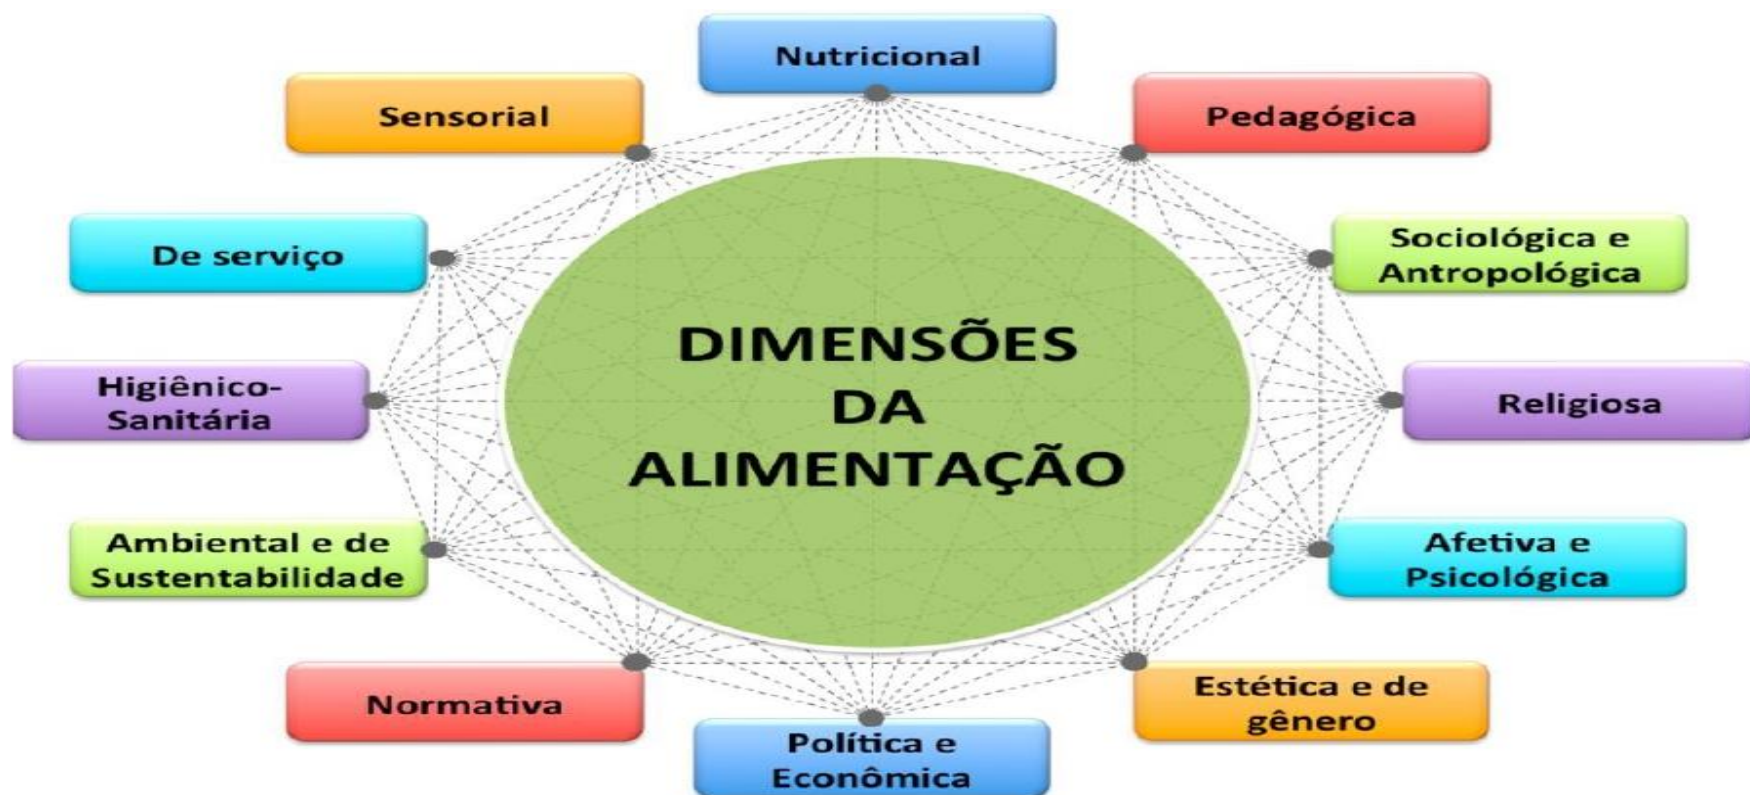 Nutricional
Sensorial
Pedagógica
De serviço
Sociológica e
Antropológica
DIMENSÕES
DA
ALIMENTAÇÃO
Higiênico-
Sanitária
Religiosa
Ambiental e de
Sustentabilidade
Afetiva e
Psicológica
Normativa
Estética e de
gênero
Política e
Econômica